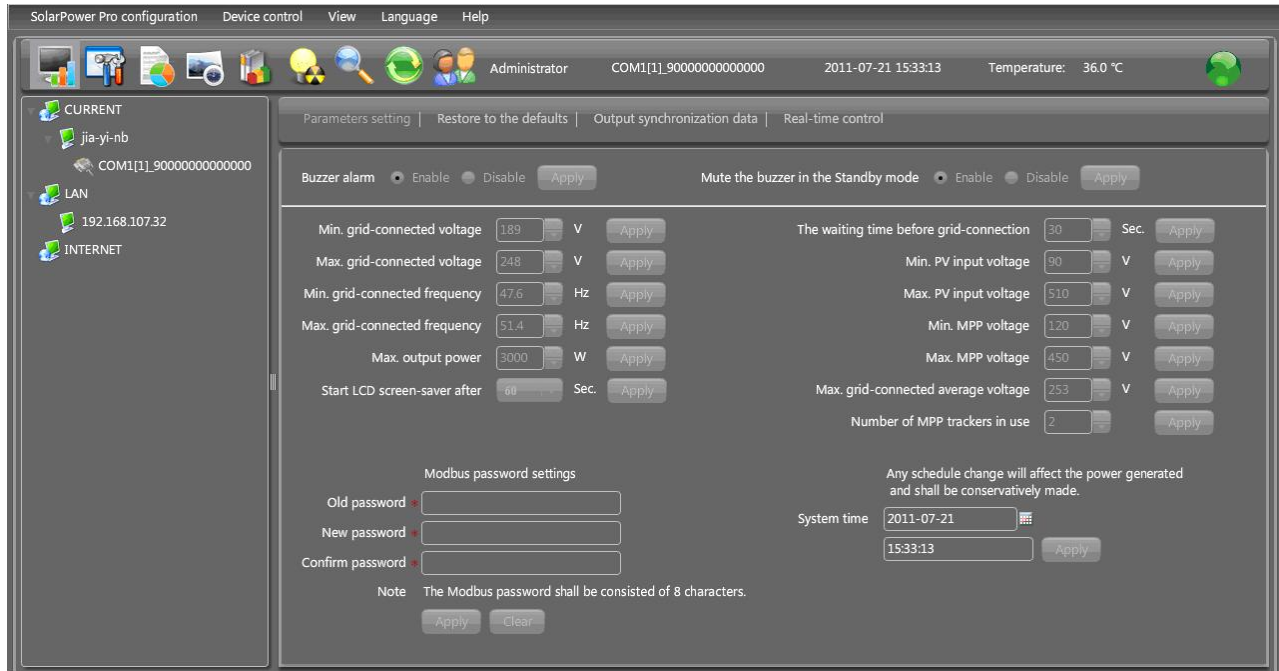 SolarPower Pro configuration Device control View Language Help
Administrator COM1[1]_90000000000000 2011-07-21 15:33:13 Temperature: 36.0 ℃
CURRENT
jia-yi-nb
COM1[1]_90000000000000
LAN
192.168.107.32
INTERNET
Parameters setting | Restore to the defaults | Output synchronization data | Real-time control
Buzzer alarm Enable Disable Apply Mute the buzzer in the Standby mode Enable Disable Apply
Min. grid-connected voltage 189 V Apply The waiting time before grid-connection 30 Sec. Apply
Max. grid-connected voltage 248 V Apply Min. PV input voltage 90 V Apply
Min. grid-connected frequency 47.6 Hz Apply Max. PV input voltage 510 V Apply
Max. grid-connected frequency 51.4 Hz Apply Min. MPP voltage 120 V Apply
Max. output power 3000 W Apply Max. MPP voltage 450 V Apply
Start LCD screen-saver after 60 Sec. Apply Max. grid-connected average voltage 253 V Apply
Number of MPP trackers in use 2 Apply
Modbus password settings
Old password *
New password *
Confirm password *
Note The Modbus password shall be consisted of 8 characters.
Apply Clear
Any schedule change will affect the power generated
and shall be conservatively made.
System time 2011-07-21
15:33:13 Apply